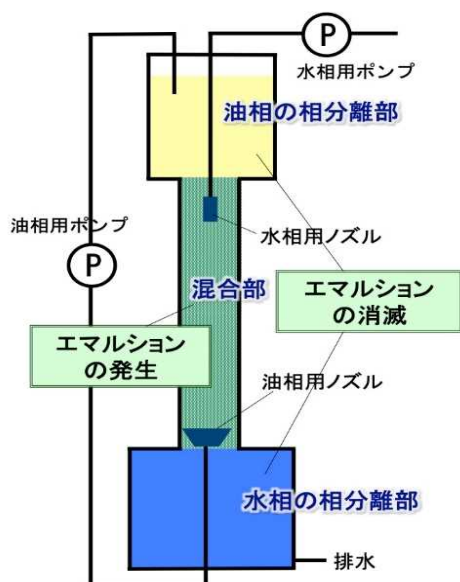 P
水相用ポンプ
油相の相分離部
油相用ポンプ
P
水相用ノズル
混合部
エマルション
の消滅
エマルション
の発生
油相用ノズル
水相の相分離部
排水